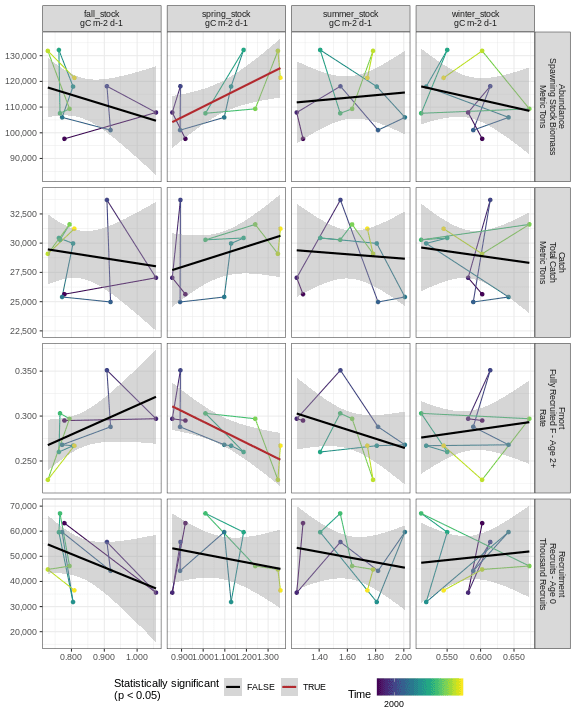 fall_stock
gC m-2 d-1
spring_stock
gC m-2 d-1
summer_stock
gC m-2 d-1
winter_stock
gC m-2 d-1
130,000
120,000
110,000
100,000
90,000
Abundance
Spawning Stock Biomass
Metric Tons
32,500
30,000
27,500
25,000
22,500
Catch
Total Catch
Metric Tons
0.350
0.300
0.250
Fmort
Fully Recruited F - Age 2+
Rate
70,000
60,000
50,000
40,000
30,000
20,000
Recruitment
Recruits - Age 0
Thousand Recruits
0.800 0.900 1.000
0.900 1.000 1.100 1.200 1.300
1.40 1.60 1.80 2.00
0.550 0.600 0.650
Statistically significant
(p < 0.05)
FALSE
TRUE
Time
2000